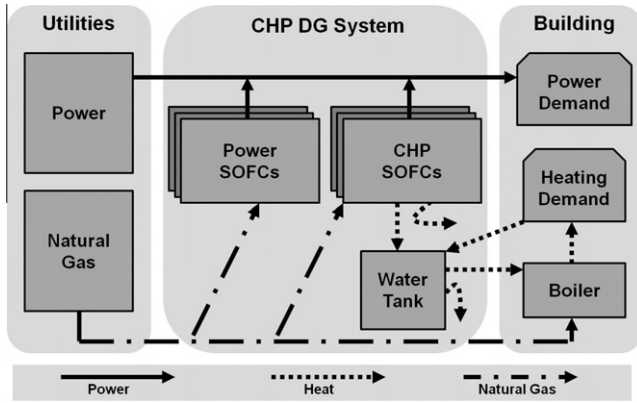 Utilities
CHP DG System
Building
Power
Power
Demand
Power
SOFCs
CHP
SOFCs
Heating
Demand
Natural
Gas
Water
Tank
Boiler
Power
Heat
Natural Gas